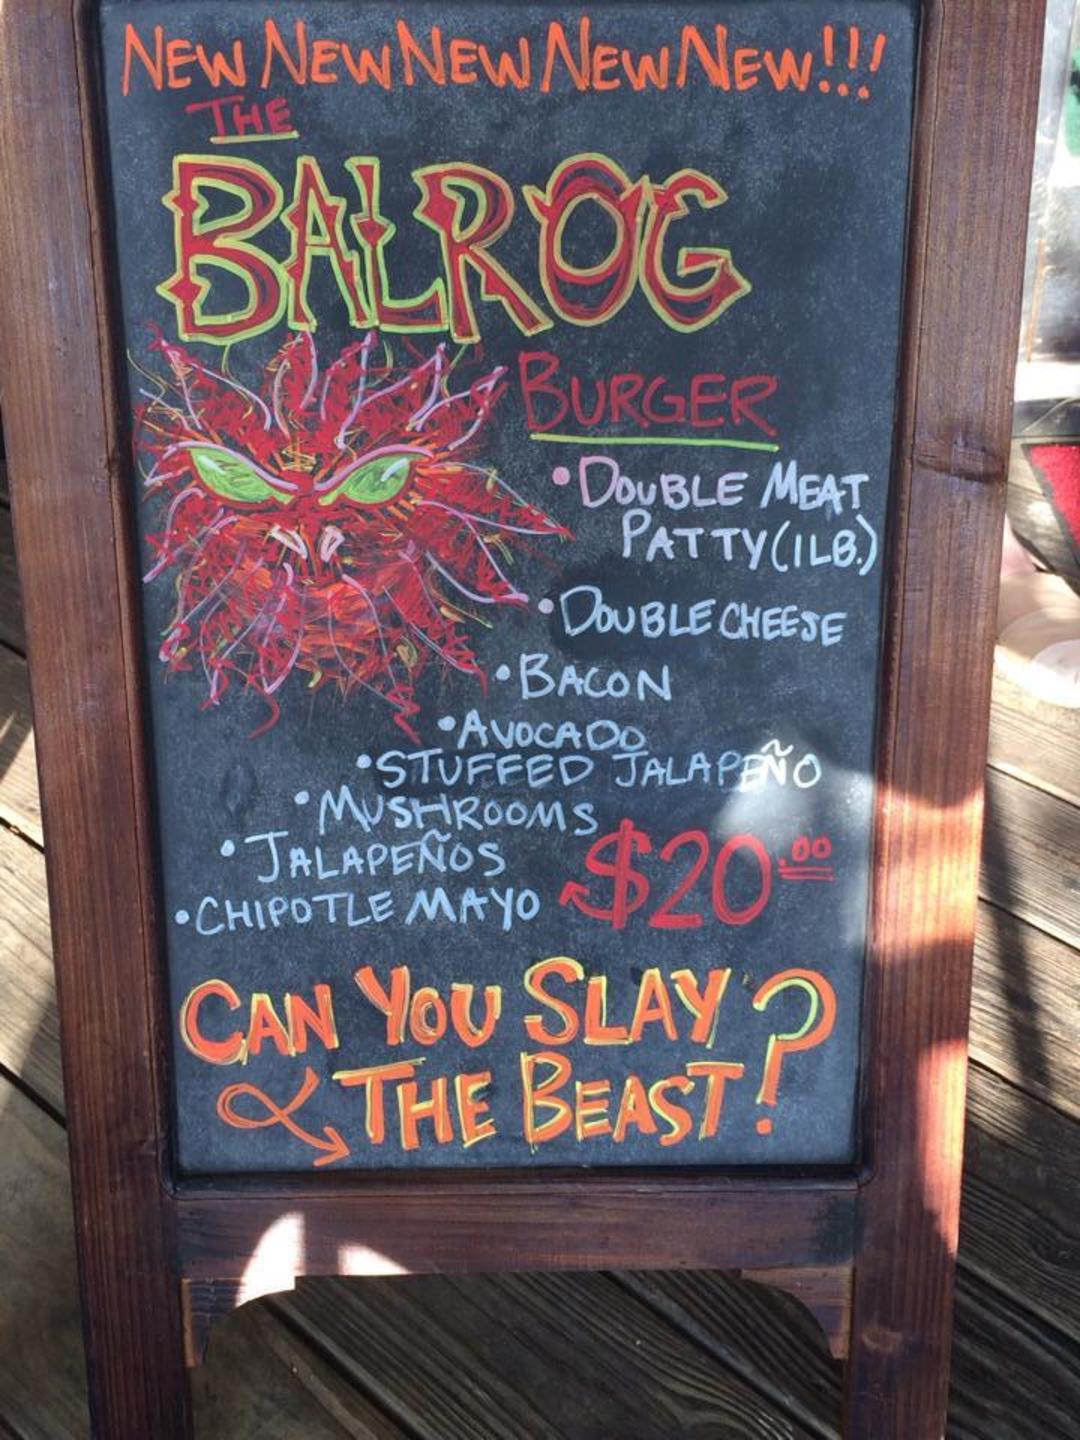 NEW NEW NEW NEW NEW!!!
THE
BALROG
BURGER
•DOUBLE MEAT
PATTY(1LB.)
•DOUBLE CHEESE
•BACON
•AVOCADO
•STUFFED JALAPEÑO
•MUSHROOMS
•JALAPEÑOS
•CHIPOTLE MAYO
$20.00
CAN YOU SLAY
THE BEAST?